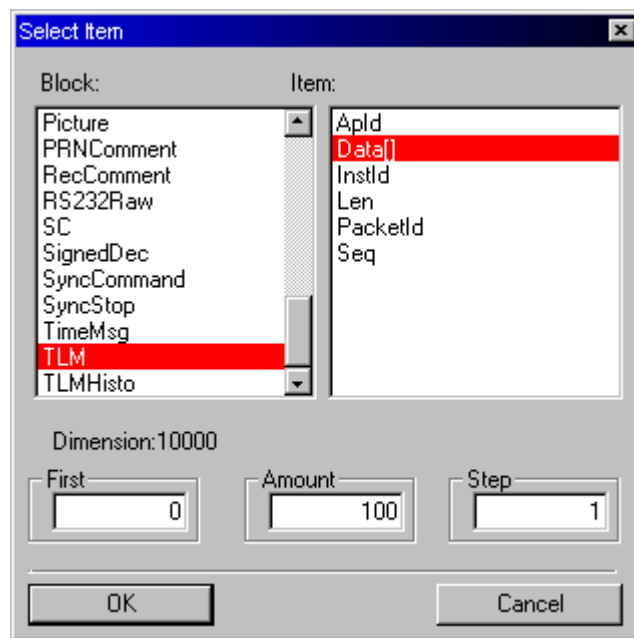 Select Item
Block:
Item:
Picture
PRNComment
RecComment
RS232Raw
SC
SignedDec
SyncCommand
SyncStop
TimeMsg
TLM
TLMHisto
ApId
Data[]
InstId
Len
PacketId
Seq
Dimension:10000
First
0
Amount
100
Step
1
OK
Cancel